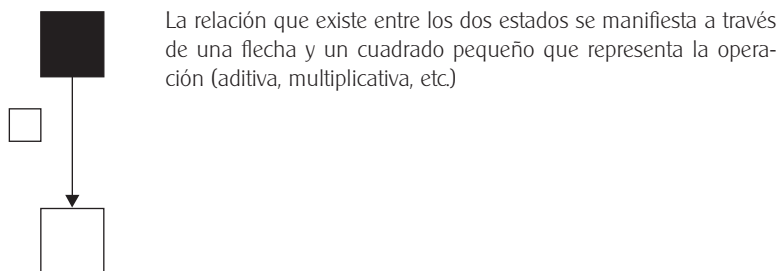 La relación que existe entre los dos estados se manifiesta a través
de una flecha y un cuadrado pequeño que representa la opera-
ción (aditiva, multiplicativa, etc.)